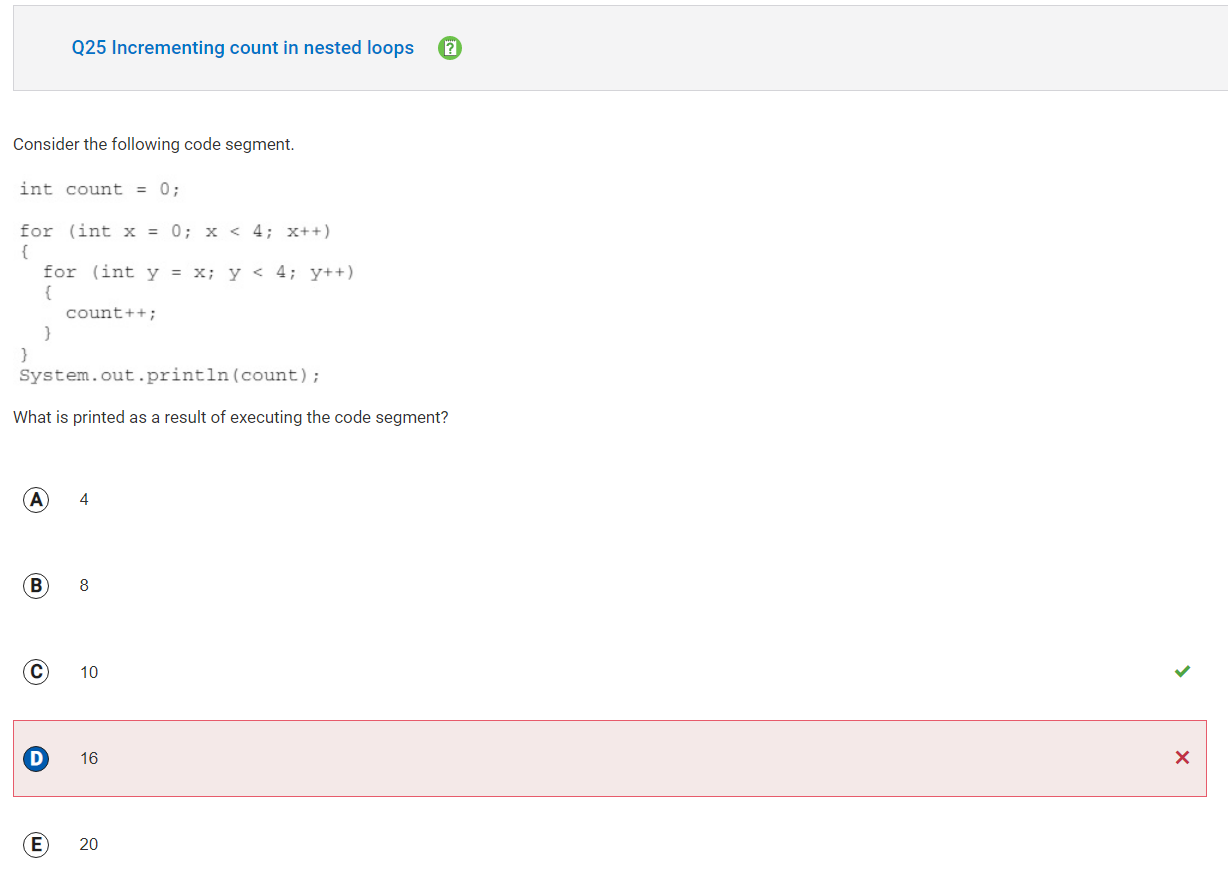 Q25 Incrementing count in nested loops
Consider the following code segment.
int count = 0;
for (int x = 0; x < 4; x++)
{
for (int y = x; y < 4; y++)
{
count++;
}
}
System.out.println(count);
What is printed as a result of executing the code segment?
A 4
B 8
C 10
D 16
E 20